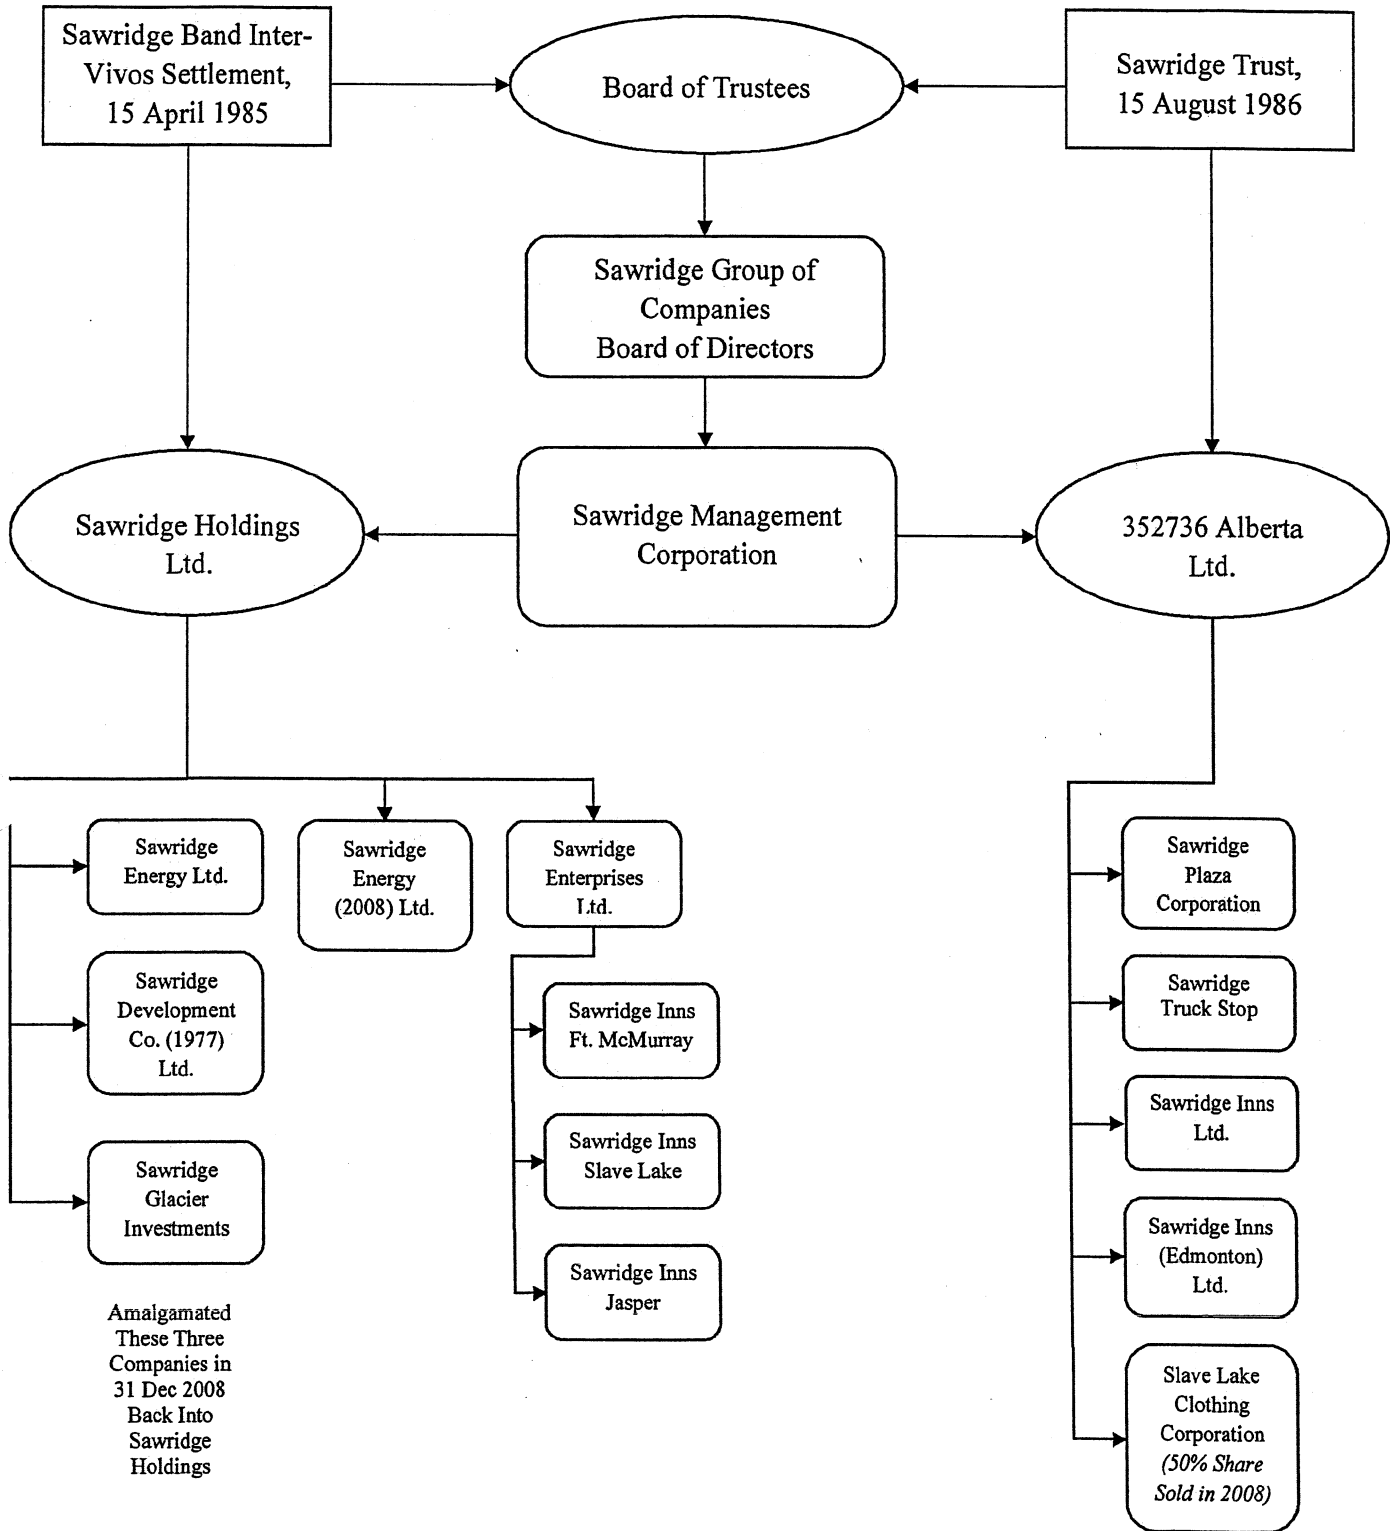 Sawridge Band Inter-
Vivos Settlement,
15 April 1985
Board of Trustees
Sawridge Trust,
15 August 1986
Sawridge Group of
Companies
Board of Directors
Sawridge Holdings
Ltd.
Sawridge Management
Corporation
352736 Alberta
Ltd.
Sawridge
Energy Ltd.
Sawridge
Development
Co. (1977)
Ltd.
Sawridge
Glacier
Investments
Amalgamated
These Three
Companies in
31 Dec 2008
Back Into
Sawridge
Holdings
Sawridge
Energy
(2008) Ltd.
Sawridge
Enterprises
Ltd.
Sawridge Inns
Ft. McMurray
Sawridge Inns
Slave Lake
Sawridge Inns
Jasper
Sawridge
Plaza
Corporation
Sawridge
Truck Stop
Sawridge Inns
Ltd.
Sawridge Inns
(Edmonton)
Ltd.
Slave Lake
Clothing
Corporation
(50% Share
Sold in 2008)